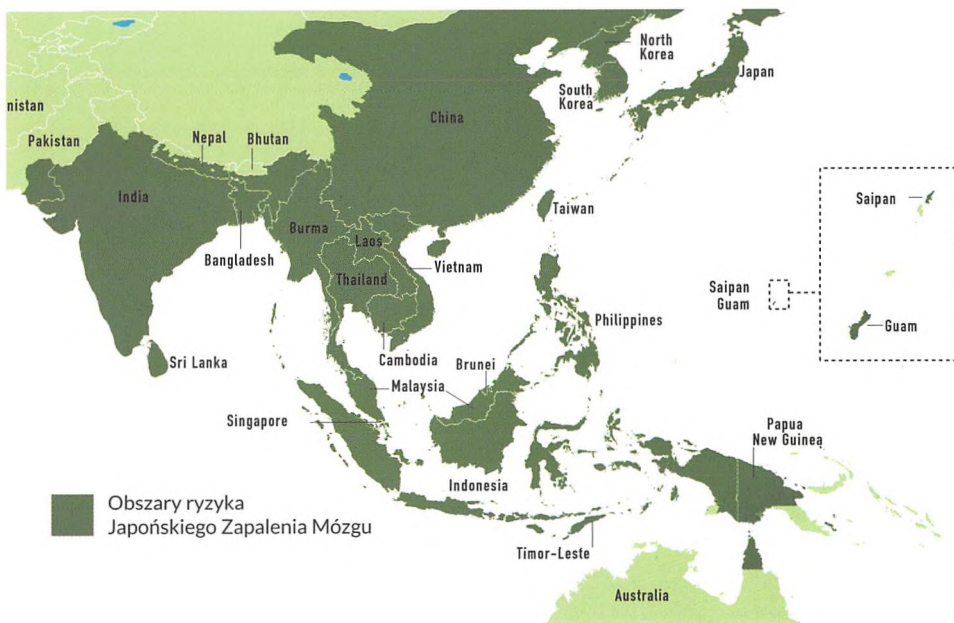 North
Korea
Japan
South
Korea
nistan
China
Pakistan
Nepal
Bhutan
India
Saipan
Taiwan
Burma
Laos
Bangladesh
Vietnam
Thailand
Saipan
Guam
Philippines
Guam
Sri Lanka
Cambodia
Brunei
Malaysia
Singapore
Papua
New Guinea
Indonesia
Obszary ryzyka
Japońskiego Zapalenia Mózgu
Timor-Leste
Australia